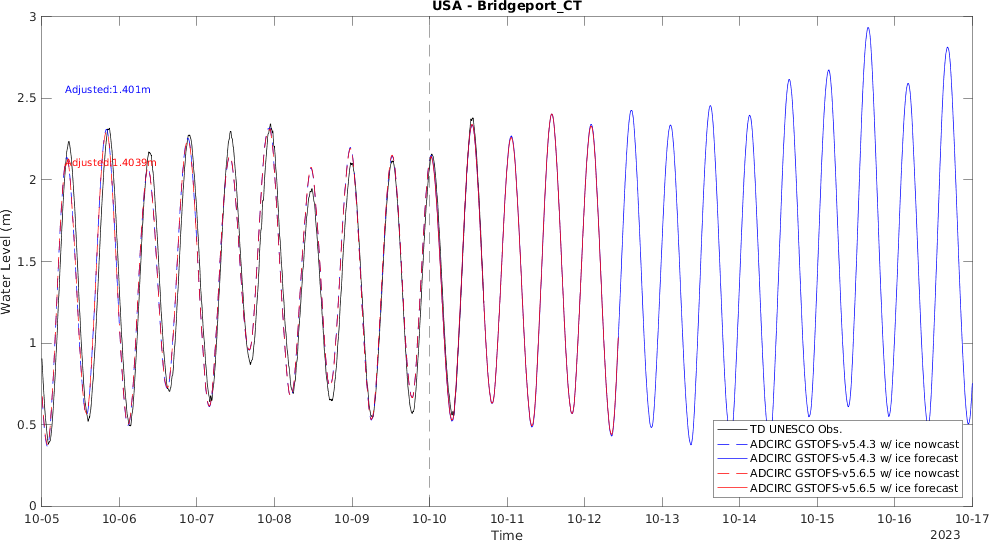 USA - Bridgeport_CT
3
2.5
2
1.5
1
0.5
0
Water Level (m)
Adjusted:1.401m
Adjusted:1.4039m
TD UNESCO Obs.
ADCIRC GSTOFS-v5.4.3 w/ ice nowcast
ADCIRC GSTOFS-v5.4.3 w/ ice forecast
ADCIRC GSTOFS-v5.6.5 w/ ice nowcast
ADCIRC GSTOFS-v5.6.5 w/ ice forecast
10-05 10-06 10-07 10-08 10-09 10-10 10-11 10-12 10-13 10-14 10-15 10-16 10-17
Time
2023